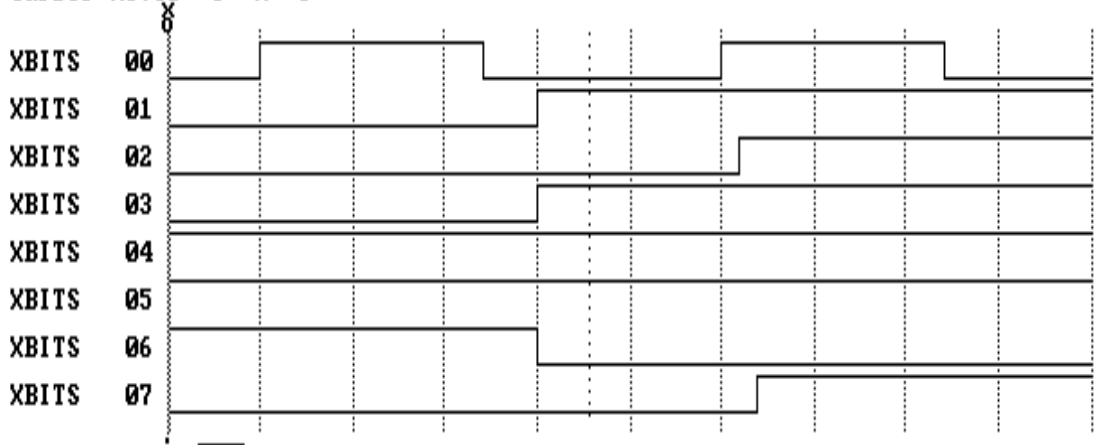 X
O
XBITS 00
XBITS 01
XBITS 02
XBITS 03
XBITS 04
XBITS 05
XBITS 06
XBITS 07